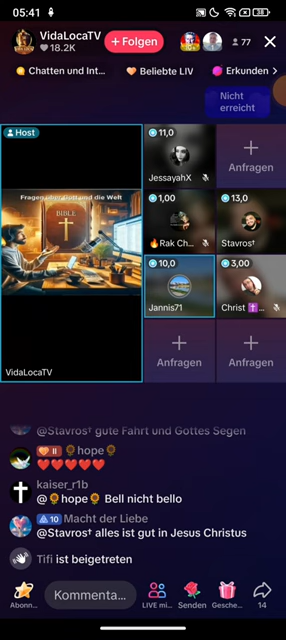 05:41
38
VidaLocaTV
18.2K
+ Folgen
77
Chatten und Int...
Beliebte LIV
Erkunden
Nicht
erreicht
Host
Fragen über Gott und die Welt
BIBLE
VidaLocaTV
11,0
JessayahX
Anfragen
1,00
Rak Ch...
13,0
Stavros†
10,0
Jannis71
3,00
Christ ✝️...
Anfragen
Anfragen
@Stavros† gute Fahrt und Gottes Segen
II 🌻hope🌻
❤️❤️❤️❤️❤️
kaiser_r1b
@🌻hope🌻 Bell nicht bello
10 Macht der Liebe
@Stavros† alles ist gut in Jesus Christus
Tifi ist beigetreten
Abonn...
Kommenta...
LIVE mi...
Senden
Gesche...
14